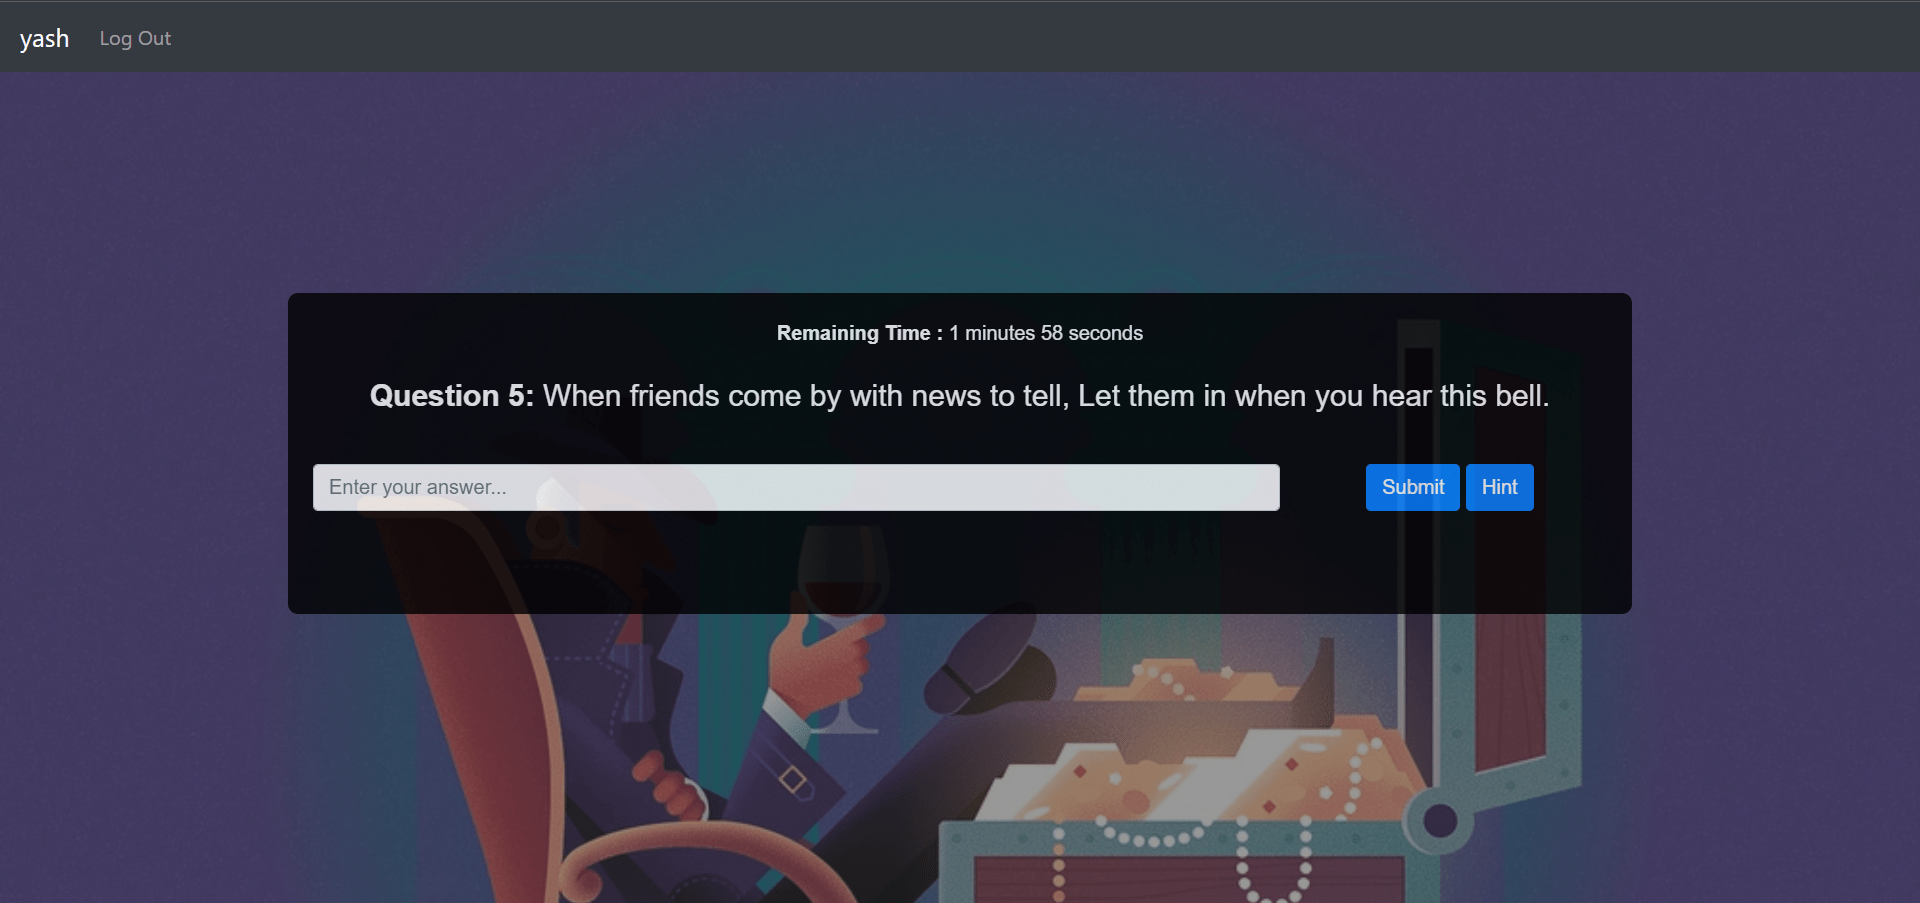 yash Log Out
Remaining Time : 1 minutes 58 seconds
Question 5: When friends come by with news to tell, Let them in when you hear this bell.
Enter your answer... Submit Hint